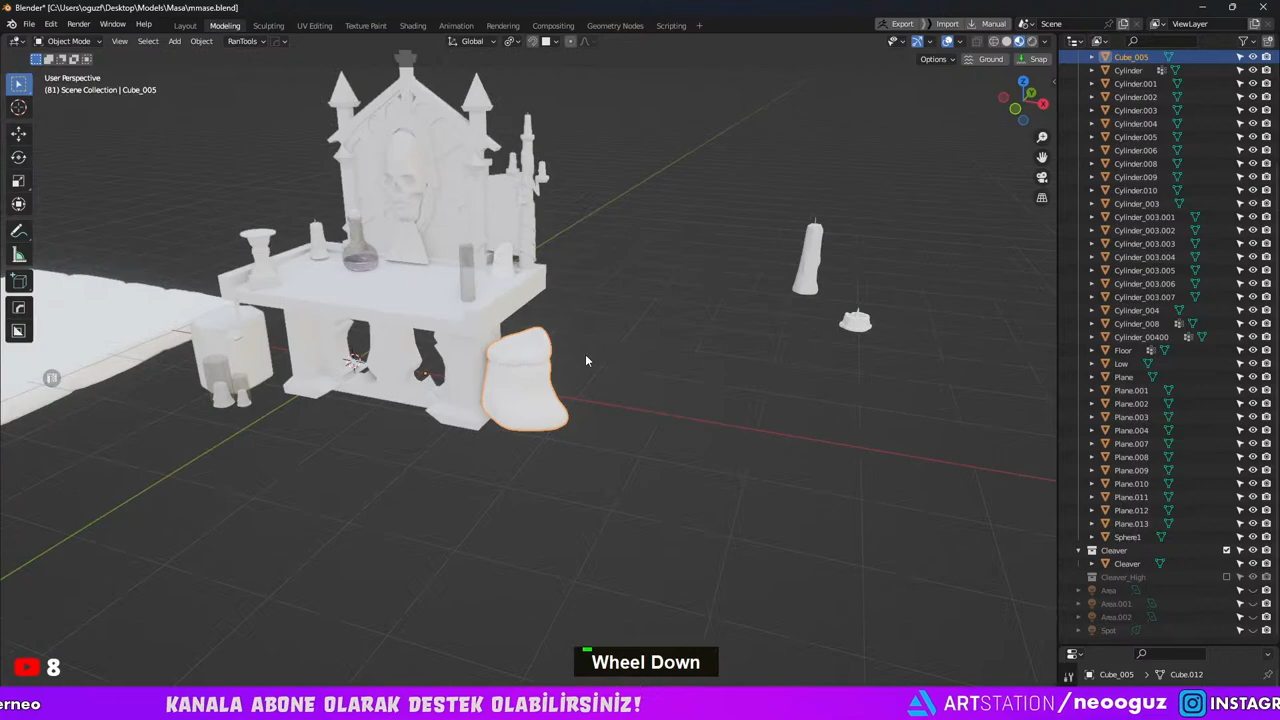 Blender* [C:\Users\oguzf\Desktop\Models\Masa\mmase.blend]
File Edit Render Window Help Layout Modeling Sculpting UV Editing Texture Paint Shading Animation Rendering Compositing Geometry Nodes Scripting + Export Import Manual Scene ViewLayer
Object Mode View Select Add Object RanTools Global
Options Ground Snap
User Perspective
(81) Scene Collection | Cube_005
Z
Y
X
Cube_005
Cylinder
Cylinder.001
Cylinder.002
Cylinder.003
Cylinder.004
Cylinder.005
Cylinder.006
Cylinder.008
Cylinder.009
Cylinder.010
Cylinder_003
Cylinder_003.001
Cylinder_003.002
Cylinder_003.003
Cylinder_003.004
Cylinder_003.005
Cylinder_003.006
Cylinder_003.007
Cylinder_004
Cylinder_008
Cylinder_00400
Floor
Low
Plane
Plane.001
Plane.002
Plane.003
Plane.004
Plane.007
Plane.008
Plane.009
Plane.010
Plane.011
Plane.012
Plane.013
Sphere1
Cleaver
Cleaver
Cleaver_High
Area
Area.001
Area.002
Spot
Cube_005 Cube.012
8
Wheel Down
erneo KANALA ABONE OLARAK DESTEK OLABİLİRSİNİZ! ARTSTATION/neooguz INSTAG